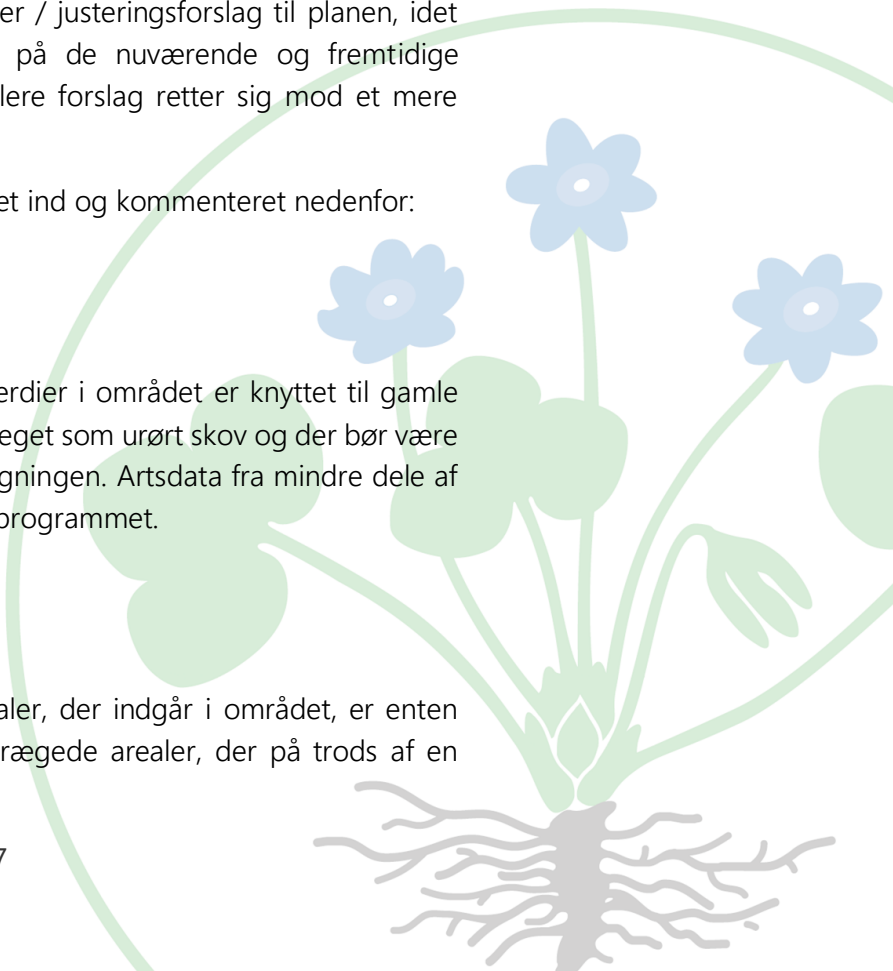 er / justeringsforslag til planen, idet
på de nuværende og fremtidige
lere forslag retter sig mod et mere
et ind og kommenteret nedenfor:
erdier i området er knyttet til gamle
eget som urørt skov og der bør være
gningen. Artsdata fra mindre dele af
programmet.
aler, der indgår i området, er enten
rægede arealer, der på trods af en
7